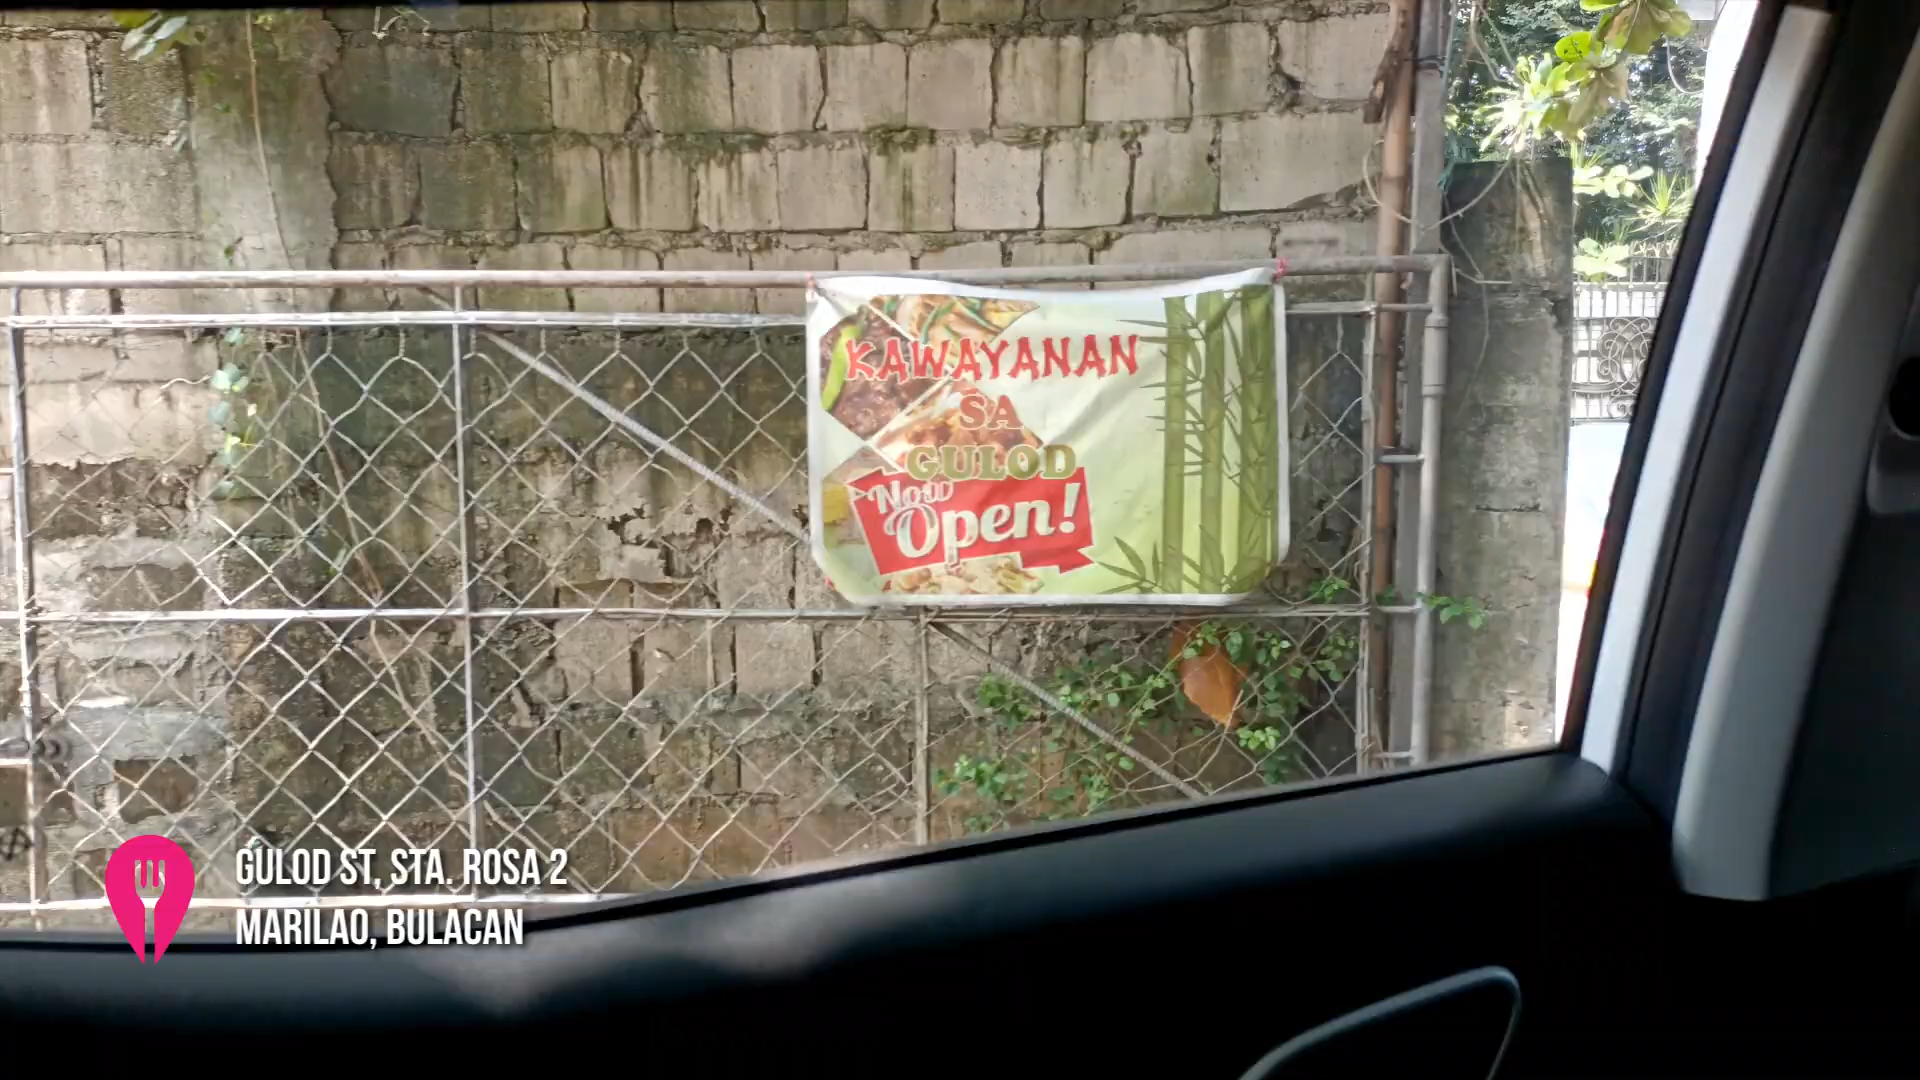 KAWAYANAN
SA
GULOD
Now
Open!
GULOD ST, STA. ROSA 2
MARILAO, BULACAN